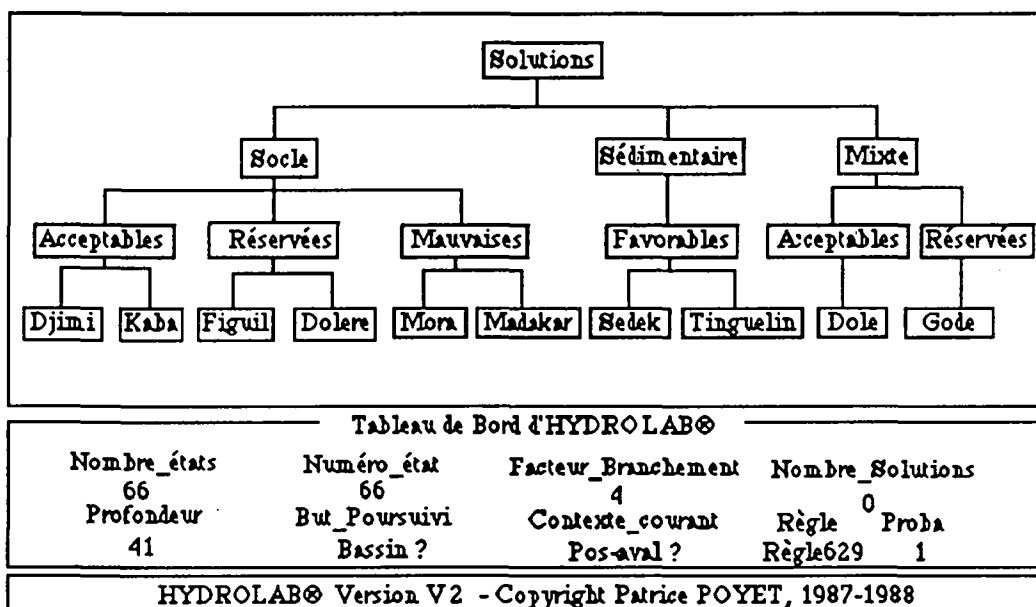 Solutions
Socle Sédimentaire Mixte
Acceptables Réservées Mauvaises Favorables Acceptables Réservées
Djimi Kaba Figuil Dolere Mora Madakar Sedek Tinguelin Dole Gode
Tableau de Bord d'HYDROLAB®
Nombre_états Numéro_état Facteur_Branchement Nombre_Solutions
66 66 4 0
Profondeur But_Poursuivi Contexte_courant Règle Proba
41 Bassin ? Pos-aval ? Règle629 1
HYDROLAB® Version V2 - Copyright Patrice POYET, 1987-1988